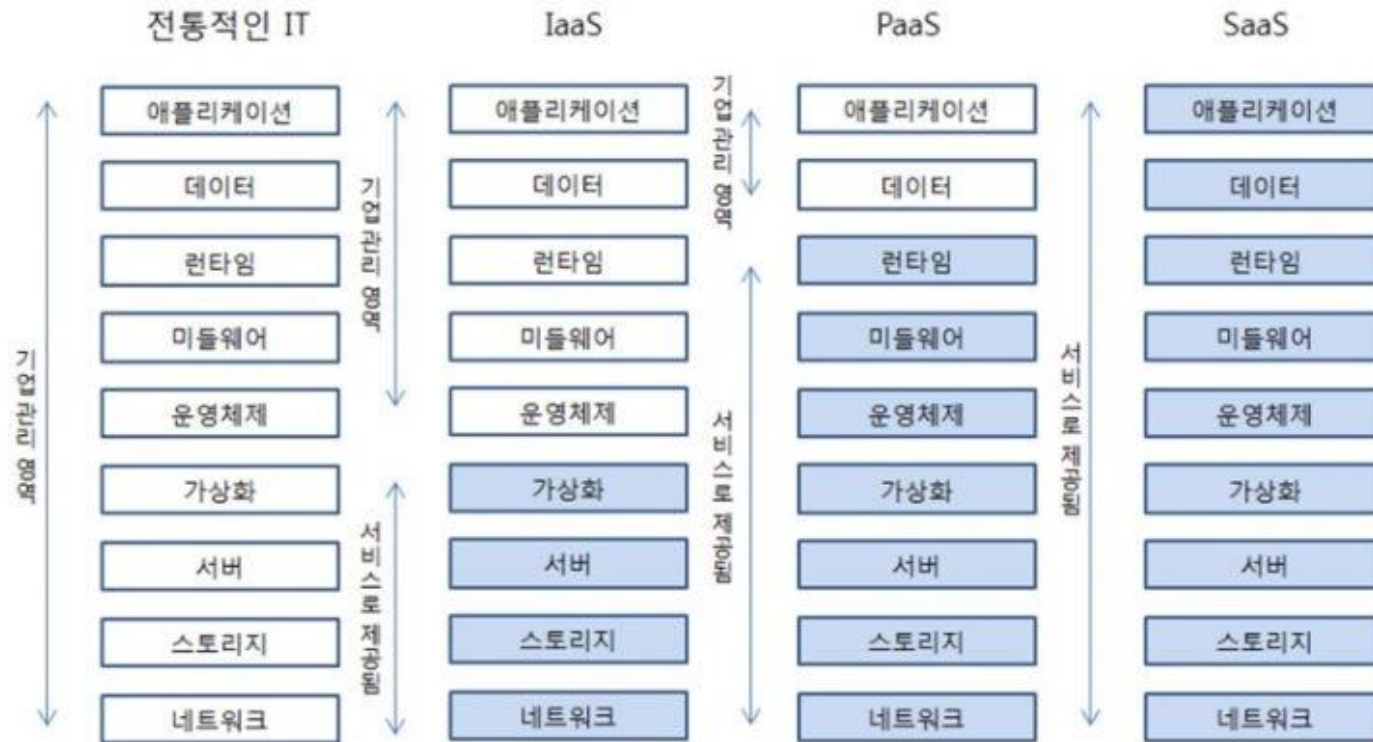 전통적인 IT
IaaS
PaaS
SaaS
기업관리 영역
애플리케이션
데이터
런타임
미들웨어
운영체제
가상화
서버
스토리지
네트워크
기업관리 영역
서비스로 제공됨
애플리케이션
데이터
런타임
미들웨어
운영체제
가상화
서버
스토리지
네트워크
기업관리 영역
서비스로 제공됨
애플리케이션
데이터
런타임
미들웨어
운영체제
가상화
서버
스토리지
네트워크
서비스로 제공됨
애플리케이션
데이터
런타임
미들웨어
운영체제
가상화
서버
스토리지
네트워크